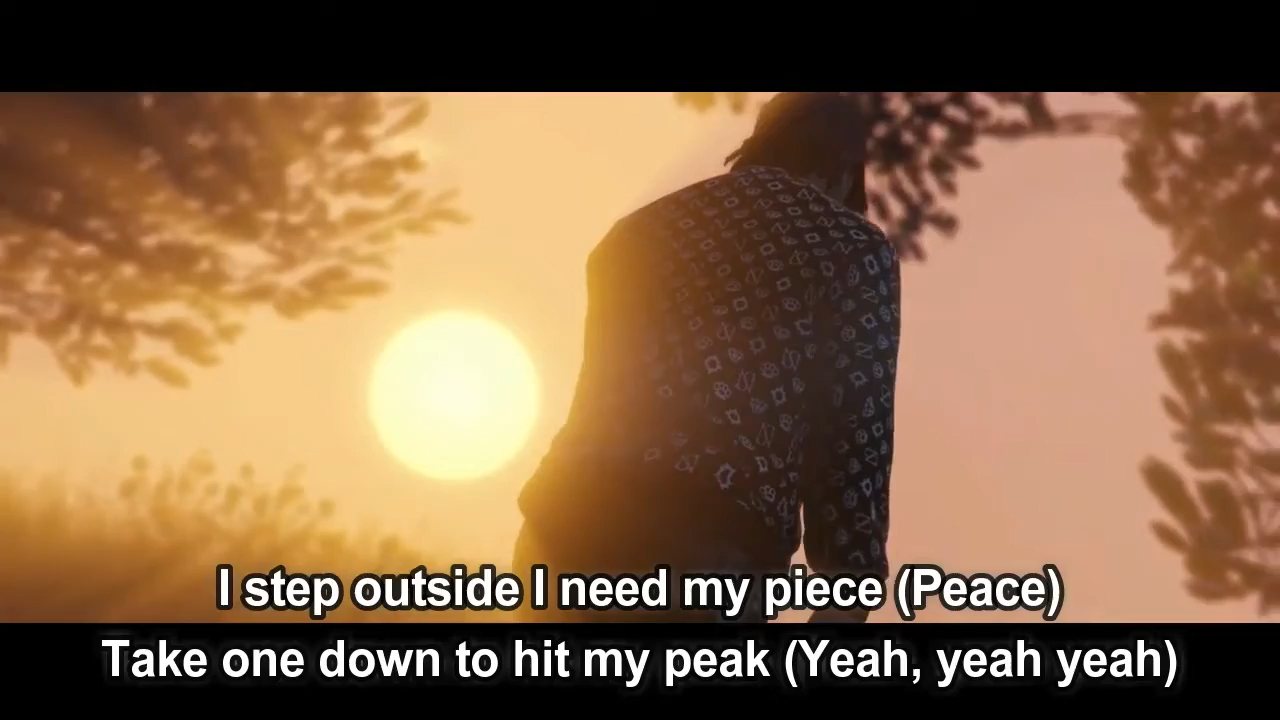 I step outside I need my piece (Peace)
Take one down to hit my peak (Yeah, yeah yeah)